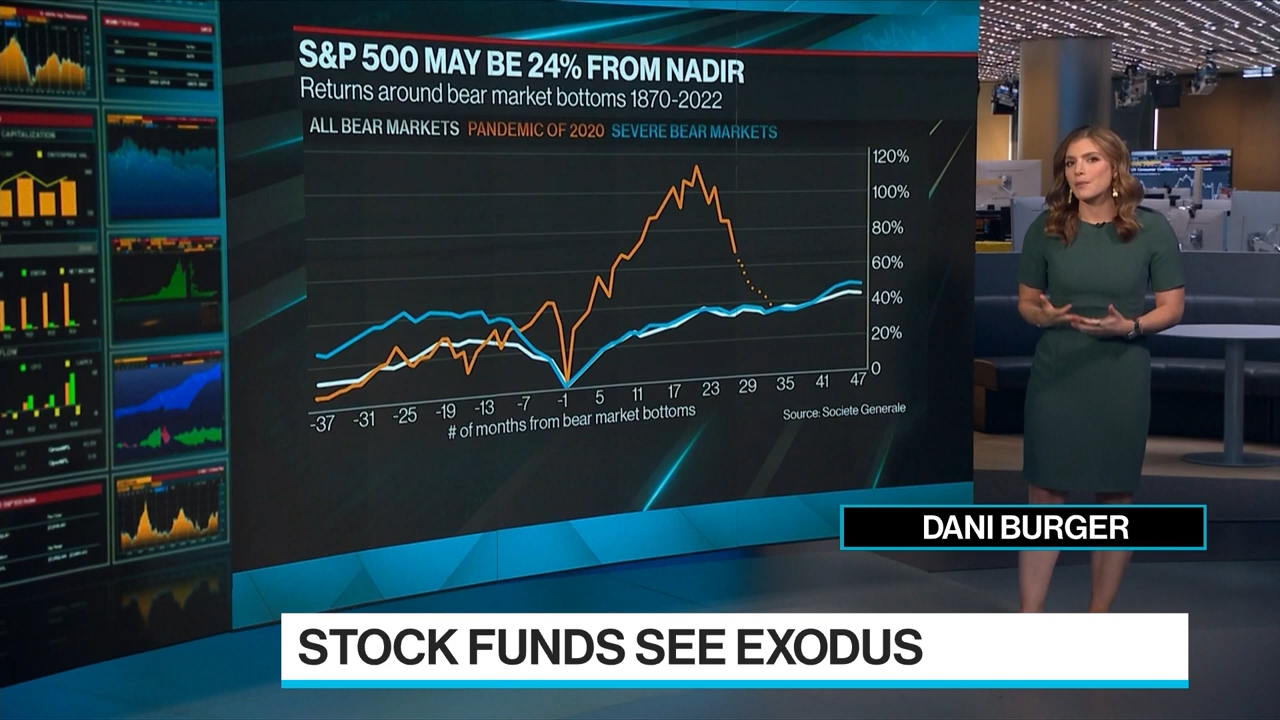 S&P 500 MAY BE 24% FROM NADIR
Returns around bear market bottoms 1870-2022
ALL BEAR MARKETS PANDEMIC OF 2020 SEVERE BEAR MARKETS
120%
100%
80%
60%
40%
20%
0
-37 -31 -25 -19 -13 -7 -1 5 11 17 23 29 35 41 47
# of months from bear market bottoms
Source: Societe Generale
CAPITALIZATION
DANI BURGER
STOCK FUNDS SEE EXODUS